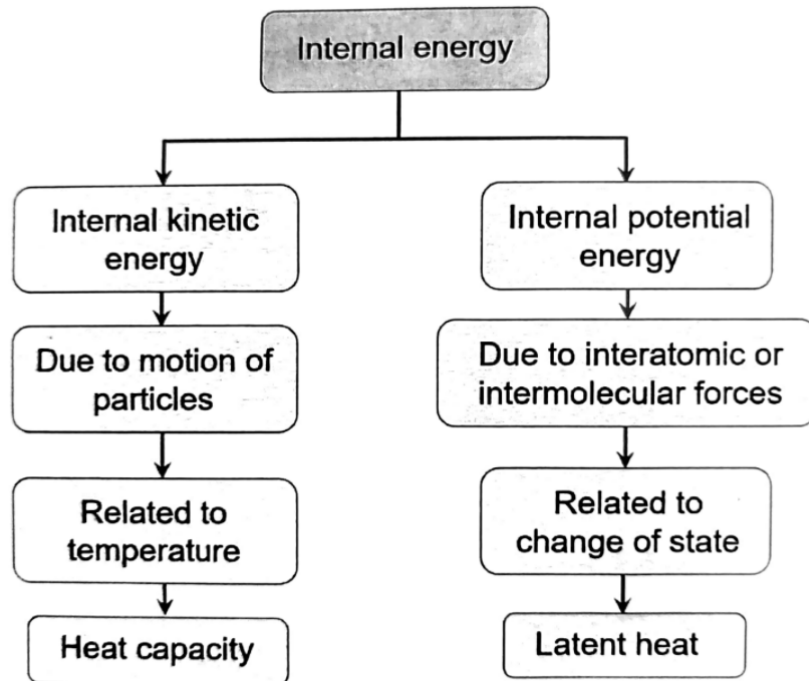 Internal energy
Internal kinetic
energy
Internal potential
energy
Due to motion of
particles
Due to interatomic or
intermolecular forces
Related to
temperature
Related to
change of state
Heat capacity
Latent heat